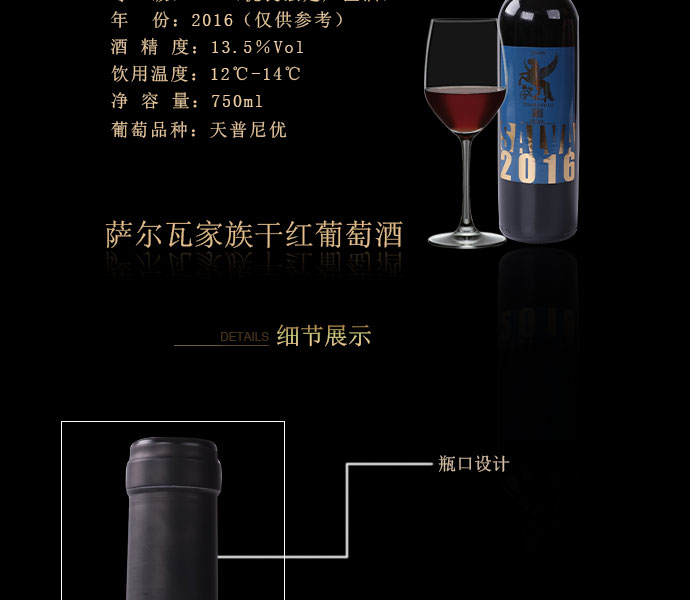 年 份：2016（仅供参考）
酒 精 度：13.5%Vol
饮用温度：12℃-14℃
净 容 量：750ml
葡萄品种：天普尼优
SALVA
2016
萨尔瓦家族干红葡萄酒
DETAILS 细节展示
瓶口设计